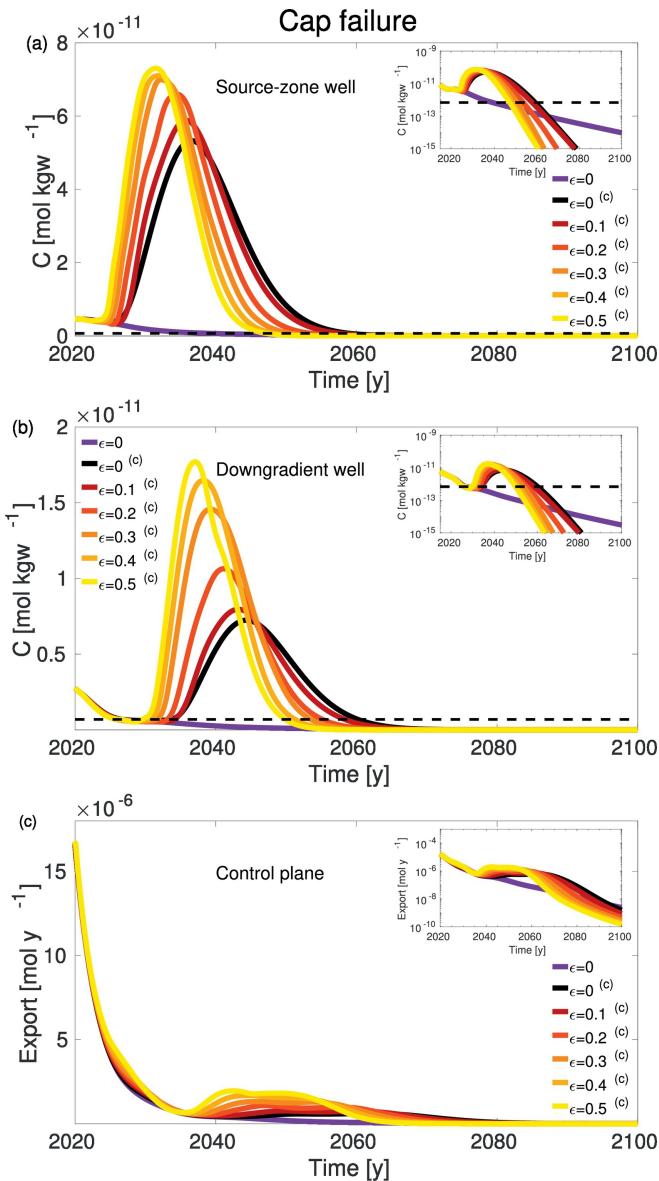 Cap failure
(a)
×10 -11
8
6
4
2
0
C [mol kgw -1]
Source-zone well
2020 2040 2060 2080 2100
Time [y]
10-9
10-11
10-13
10-15
C [mol kgw -1]
2020 2040 2060 2080 2100
Time [y]
ϵ=0
ϵ=0 (c)
ϵ=0.1 (c)
ϵ=0.2 (c)
ϵ=0.3 (c)
ϵ=0.4 (c)
ϵ=0.5 (c)
(b)
×10 -11
2
1.5
1
0.5
C [mol kgw -1]
ϵ=0
ϵ=0 (c)
ϵ=0.1 (c)
ϵ=0.2 (c)
ϵ=0.3 (c)
ϵ=0.4 (c)
ϵ=0.5 (c)
Downgradient well
2020 2040 2060 2080 2100
Time [y]
10-9
10-11
10-13
10-15
C [mol kgw -1]
2020 2040 2060 2080 2100
Time [y]
(c)
×10 -6
15
10
5
Export [mol y -1]
Control plane
2020 2040 2060 2080 2100
Time [y]
10-4
10-6
10-8
10-10
Export [mol y -1]
2020 2040 2060 2080 2100
Time [y]
ϵ=0
ϵ=0 (c)
ϵ=0.1 (c)
ϵ=0.2 (c)
ϵ=0.3 (c)
ϵ=0.4 (c)
ϵ=0.5 (c)